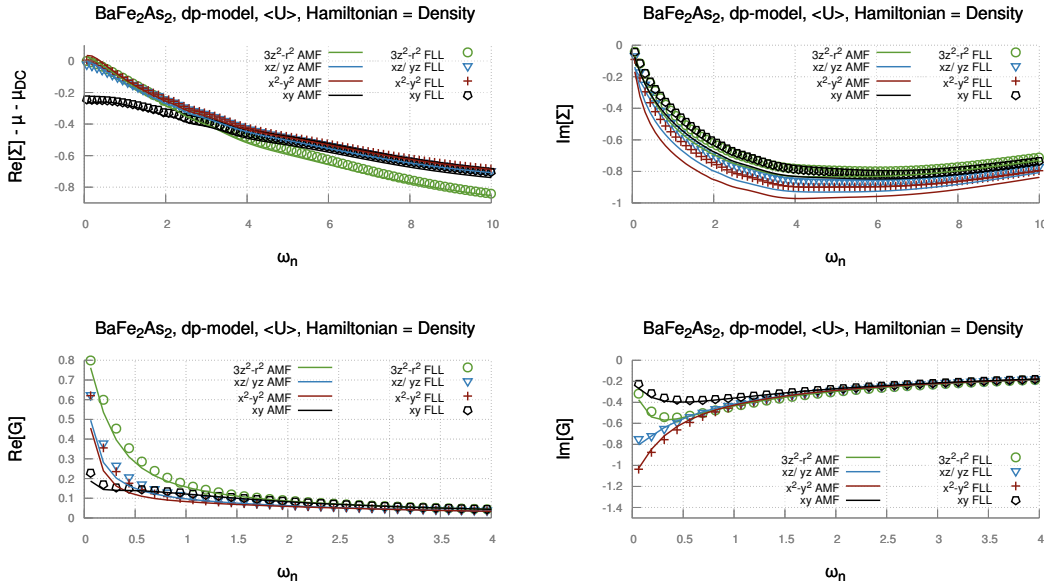 BaFe₂As₂, dp-model, <U>, Hamiltonian = Density
Re[Σ] - μ - μ_DC
0
-0.2
-0.4
-0.6
-0.8
3z²-r² AMF
xz/ yz AMF
x²-y² AMF
xy AMF
3z²-r² FLL
xz/ yz FLL
x²-y² FLL
xy FLL
0 2 4 6 8 10
ωₙ
BaFe₂As₂, dp-model, <U>, Hamiltonian = Density
Im[Σ]
0
-0.2
-0.4
-0.6
-0.8
-1
3z²-r² AMF
xz/ yz AMF
x²-y² AMF
xy AMF
3z²-r² FLL
xz/ yz FLL
x²-y² FLL
xy FLL
0 2 4 6 8 10
ωₙ
BaFe₂As₂, dp-model, <U>, Hamiltonian = Density
Re[G]
0.8
0.7
0.6
0.5
0.4
0.3
0.2
0.1
0
3z²-r² AMF
xz/ yz AMF
x²-y² AMF
xy AMF
3z²-r² FLL
xz/ yz FLL
x²-y² FLL
xy FLL
0 0.5 1 1.5 2 2.5 3 3.5 4
ωₙ
BaFe₂As₂, dp-model, <U>, Hamiltonian = Density
Im[G]
0
-0.2
-0.4
-0.6
-0.8
-1
-1.2
-1.4
3z²-r² AMF
xz/ yz AMF
x²-y² AMF
xy AMF
3z²-r² FLL
xz/ yz FLL
x²-y² FLL
xy FLL
0 0.5 1 1.5 2 2.5 3 3.5 4
ωₙ